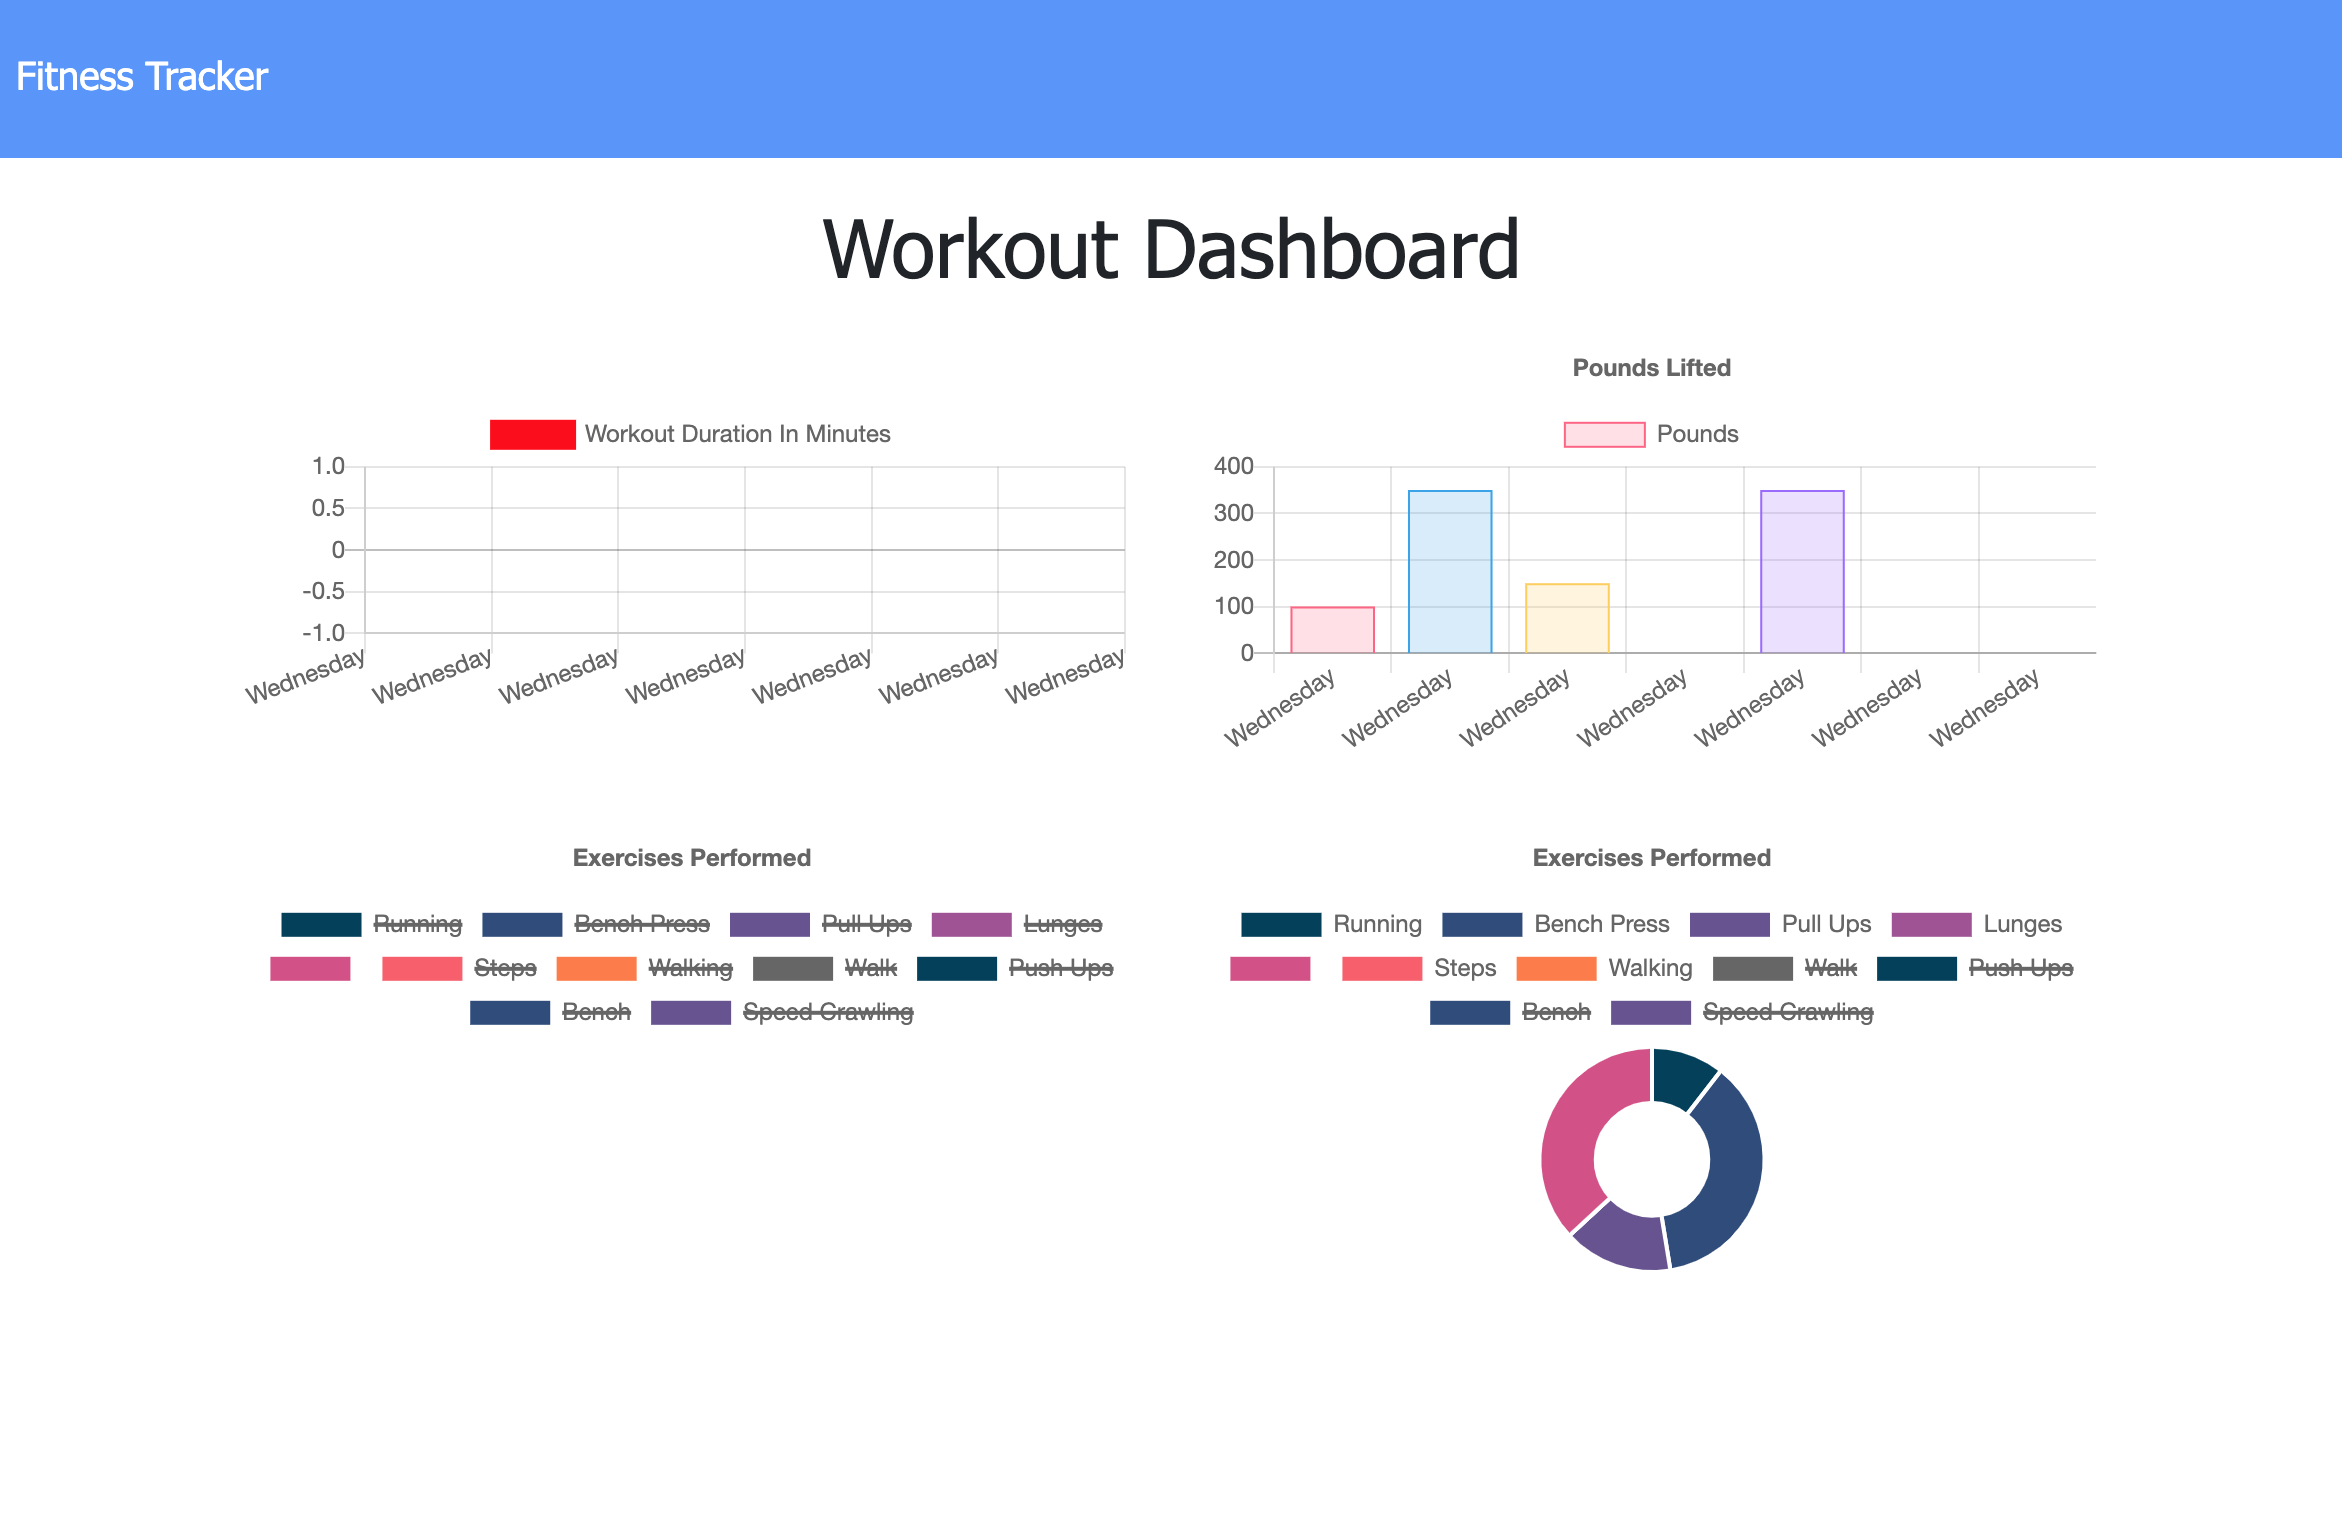 Fitness Tracker
Workout Dashboard
Workout Duration In Minutes
1.0
0.5
0
-0.5
-1.0
Wednesday Wednesday Wednesday Wednesday Wednesday Wednesday Wednesday
Pounds Lifted
Pounds
400
300
200
100
0
Wednesday Wednesday Wednesday Wednesday Wednesday Wednesday Wednesday
Exercises Performed
Running Bench Press Pull Ups Lunges
Steps Walking Walk Push Ups
Bench Speed Crawling
Exercises Performed
Running Bench Press Pull Ups Lunges
Steps Walking Walk Push Ups
Bench Speed Crawling